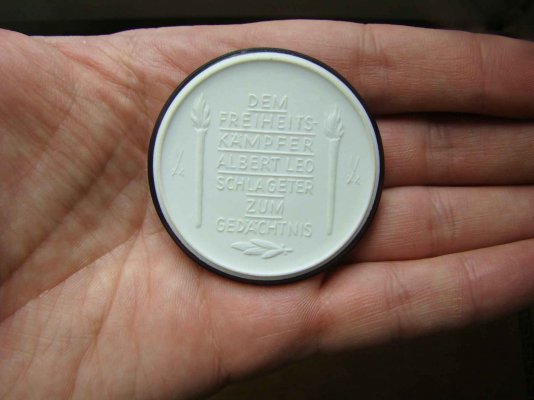 DEM
FREIHEITS-
KÄMPFER
ALBERT LEO
SCHLAGETER
ZUM
GEDÄCHTNIS